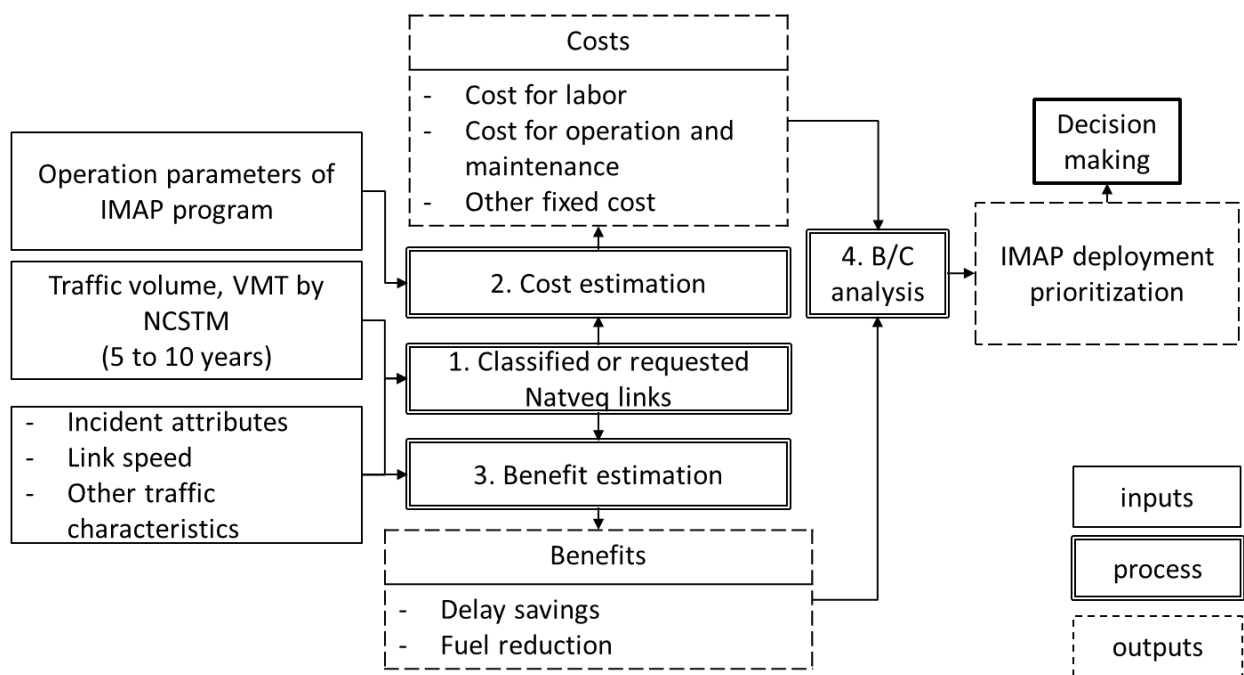 Costs
- Cost for labor
- Cost for operation and
maintenance
- Other fixed cost
Operation parameters of
IMAP program
Traffic volume, VMT by
NCSTM
(5 to 10 years)
- Incident attributes
- Link speed
- Other traffic
characteristics
2. Cost estimation
1. Classified or requested
Natveq links
3. Benefit estimation
Benefits
- Delay savings
- Fuel reduction
4. B/C
analysis
Decision
making
IMAP deployment
prioritization
inputs
process
outputs